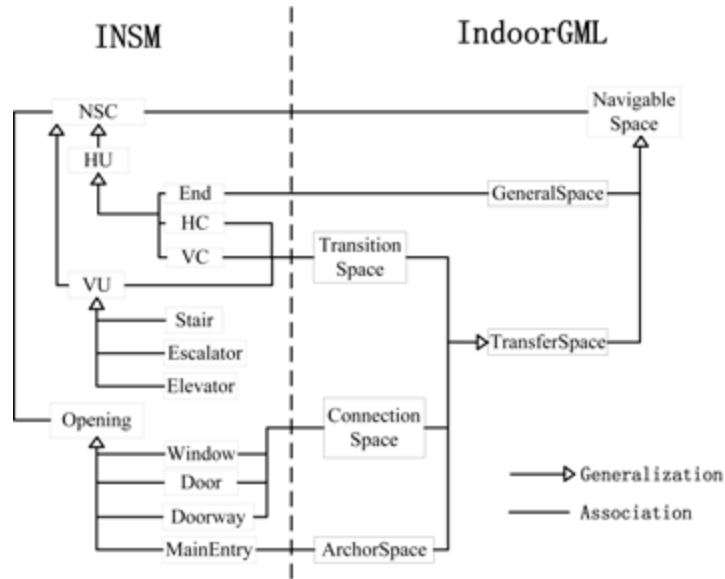 INSM
IndoorGML
NSC
Navigable
Space
HU
End
GeneralSpace
HC
VC
Transition
Space
VU
Stair
TransferSpace
Escalator
Elevator
Opening
Connection
Space
Window
Door
Doorway
MainEntry
ArchorSpace
Generalization
Association